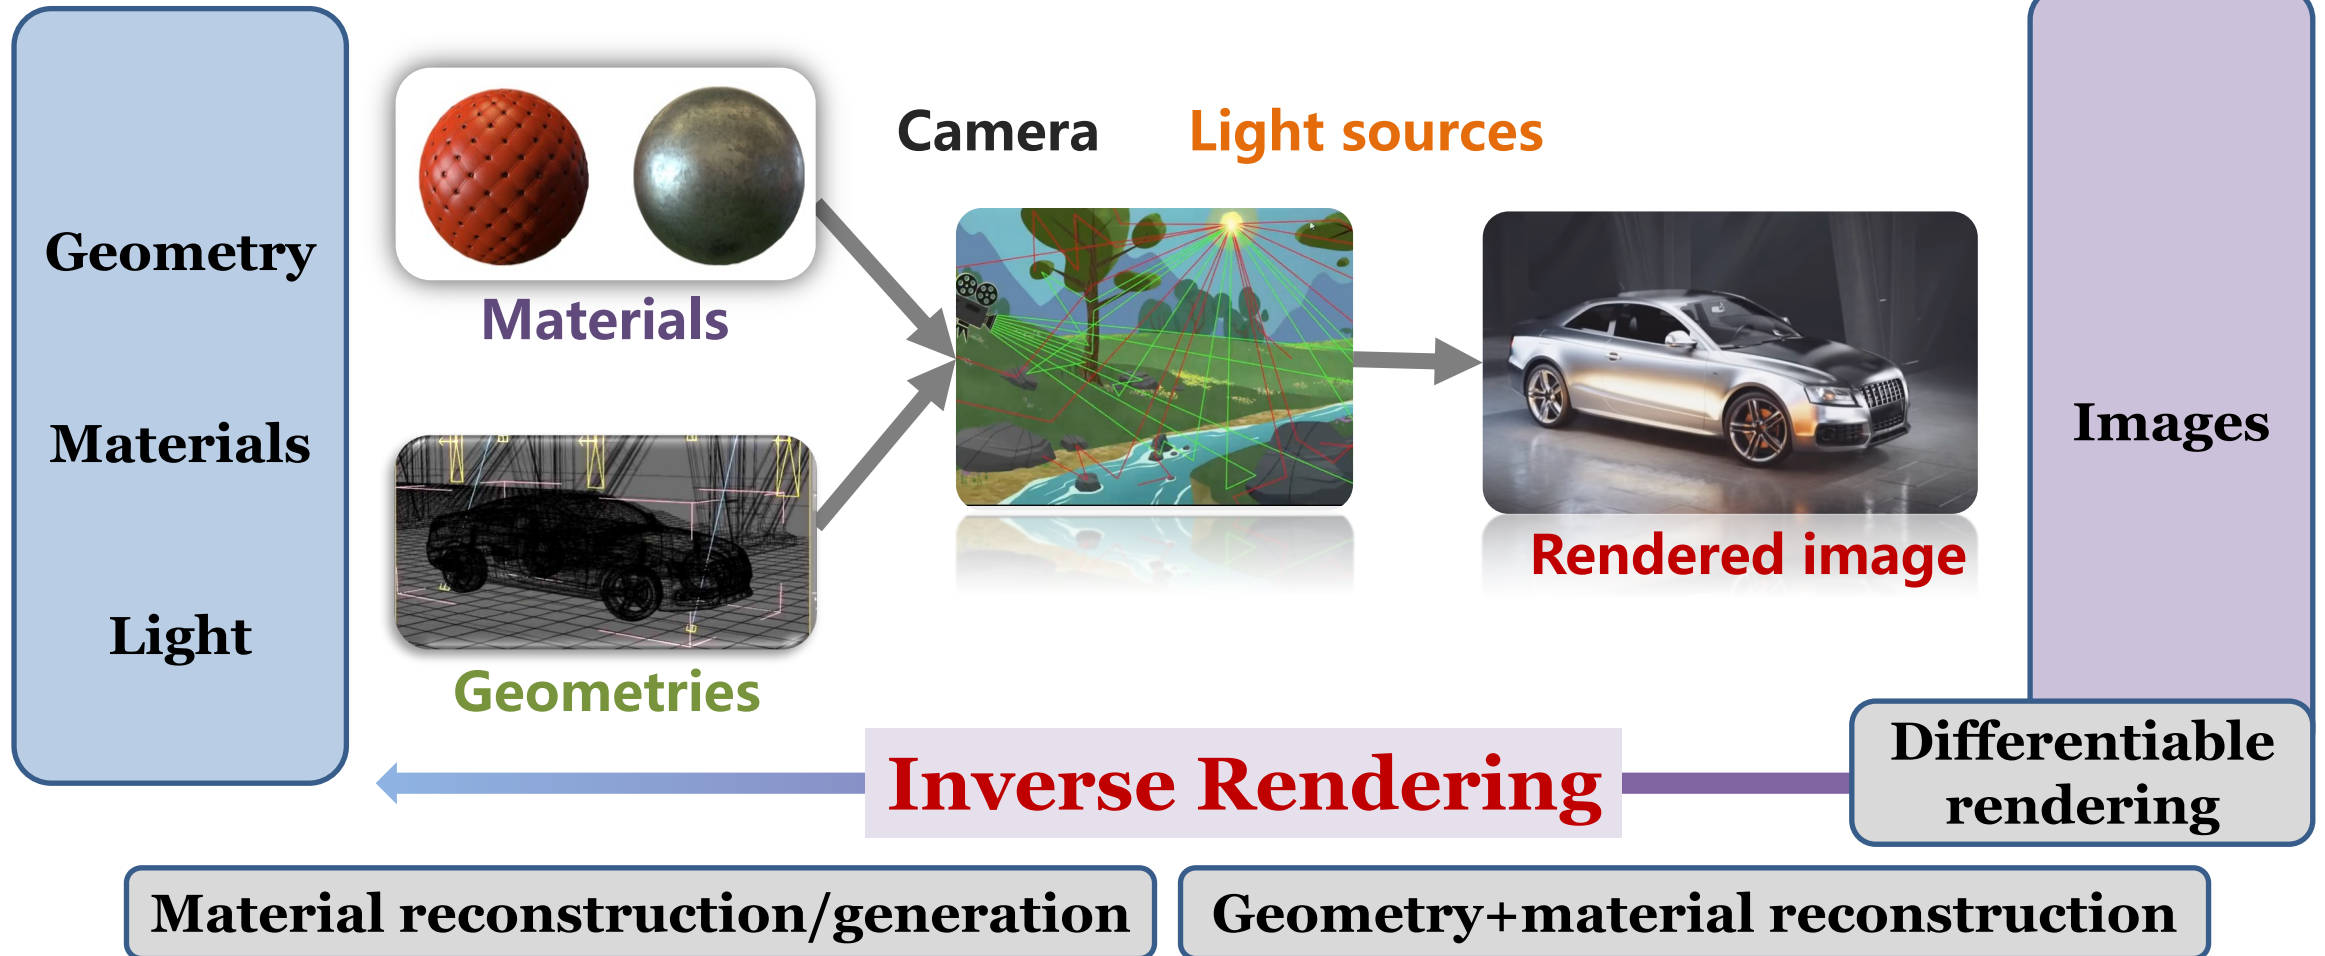 Geometry
Materials
Light
Materials
Geometries
Camera
Light sources
Rendered image
Images
Inverse Rendering
Differentiable
rendering
Material reconstruction/generation
Geometry+material reconstruction